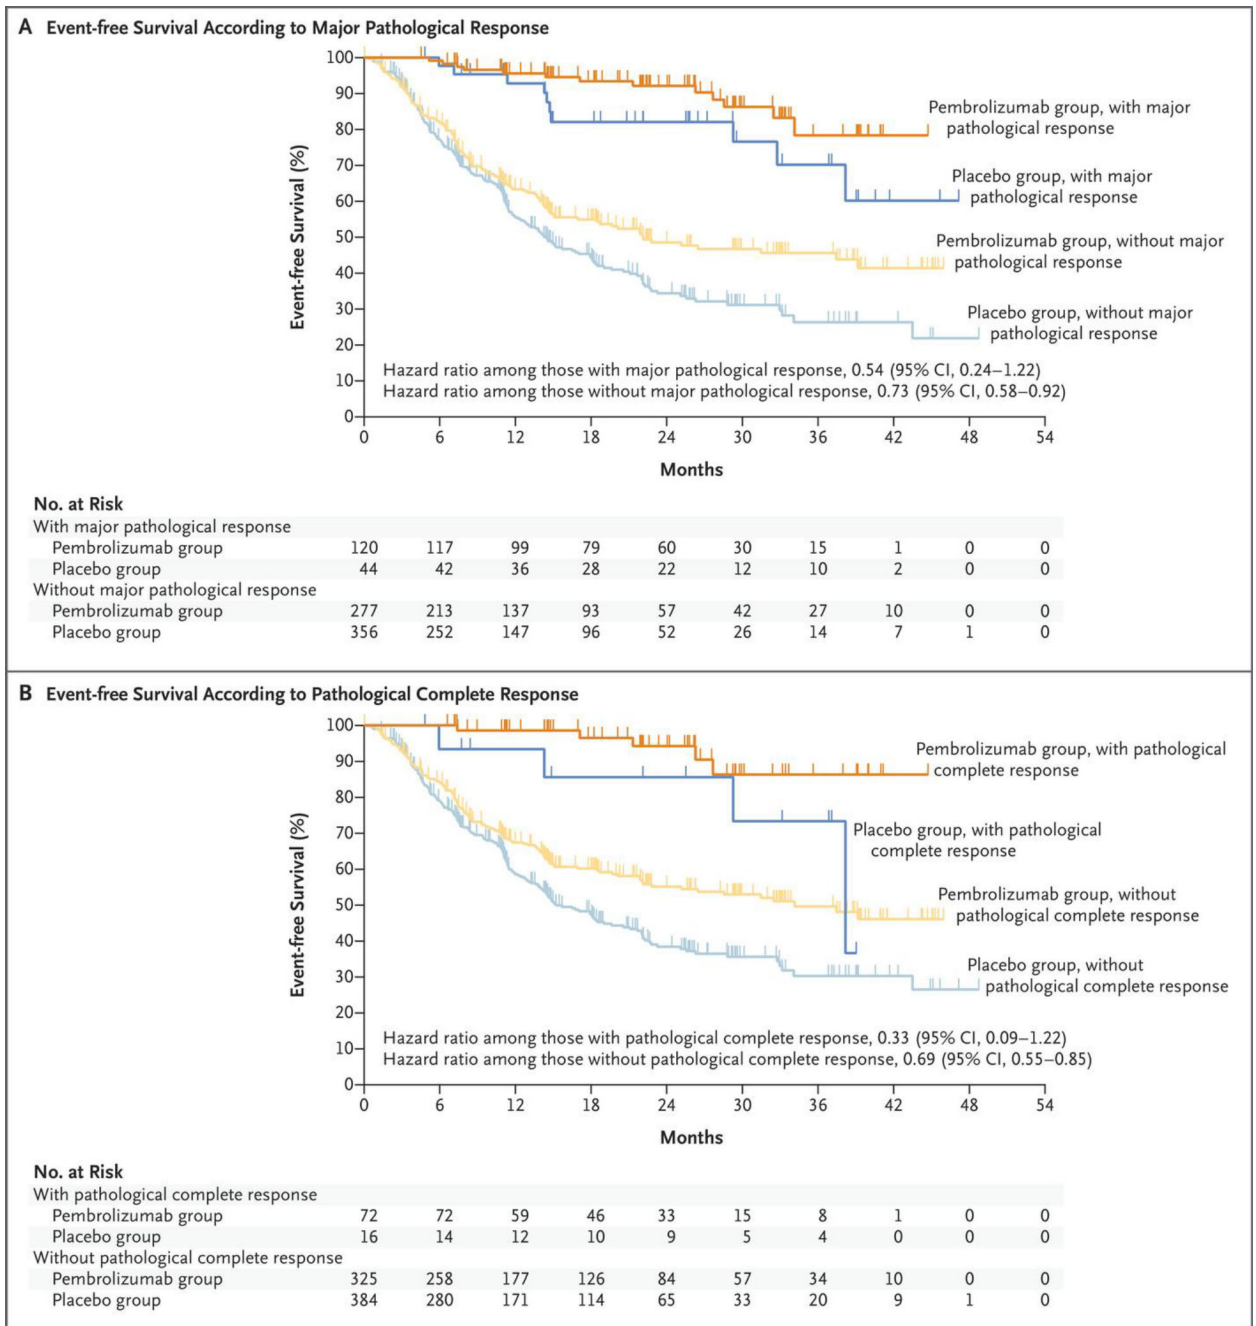 A Event-free Survival According to Major Pathological Response
100
90
80
70
60
50
40
30
20
10
0
Event-free Survival (%)
Pembrolizumab group, with major
pathological response
Placebo group, with major
pathological response
Pembrolizumab group, without major
pathological response
Placebo group, without major
pathological response
Hazard ratio among those with major pathological response, 0.54 (95% CI, 0.24–1.22)
Hazard ratio among those without major pathological response, 0.73 (95% CI, 0.58–0.92)
0 6 12 18 24 30 36 42 48 54
Months
No. at Risk
With major pathological response
Pembrolizumab group 120 117 99 79 60 30 15 1 0 0
Placebo group 44 42 36 28 22 12 10 2 0 0
Without major pathological response
Pembrolizumab group 277 213 137 93 57 42 27 10 0 0
Placebo group 356 252 147 96 52 26 14 7 1 0
B Event-free Survival According to Pathological Complete Response
100
90
80
70
60
50
40
30
20
10
0
Event-free Survival (%)
Pembrolizumab group, with pathological
complete response
Placebo group, with pathological
complete response
Pembrolizumab group, without
pathological complete response
Placebo group, without
pathological complete response
Hazard ratio among those with pathological complete response, 0.33 (95% CI, 0.09–1.22)
Hazard ratio among those without pathological complete response, 0.69 (95% CI, 0.55–0.85)
0 6 12 18 24 30 36 42 48 54
Months
No. at Risk
With pathological complete response
Pembrolizumab group 72 72 59 46 33 15 8 1 0 0
Placebo group 16 14 12 10 9 5 4 0 0 0
Without pathological complete response
Pembrolizumab group 325 258 177 126 84 57 34 10 0 0
Placebo group 384 280 171 114 65 33 20 9 1 0